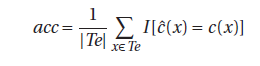 acc = 1/|Te| ∑_{x∈Te} I[ĉ(x) = c(x)]